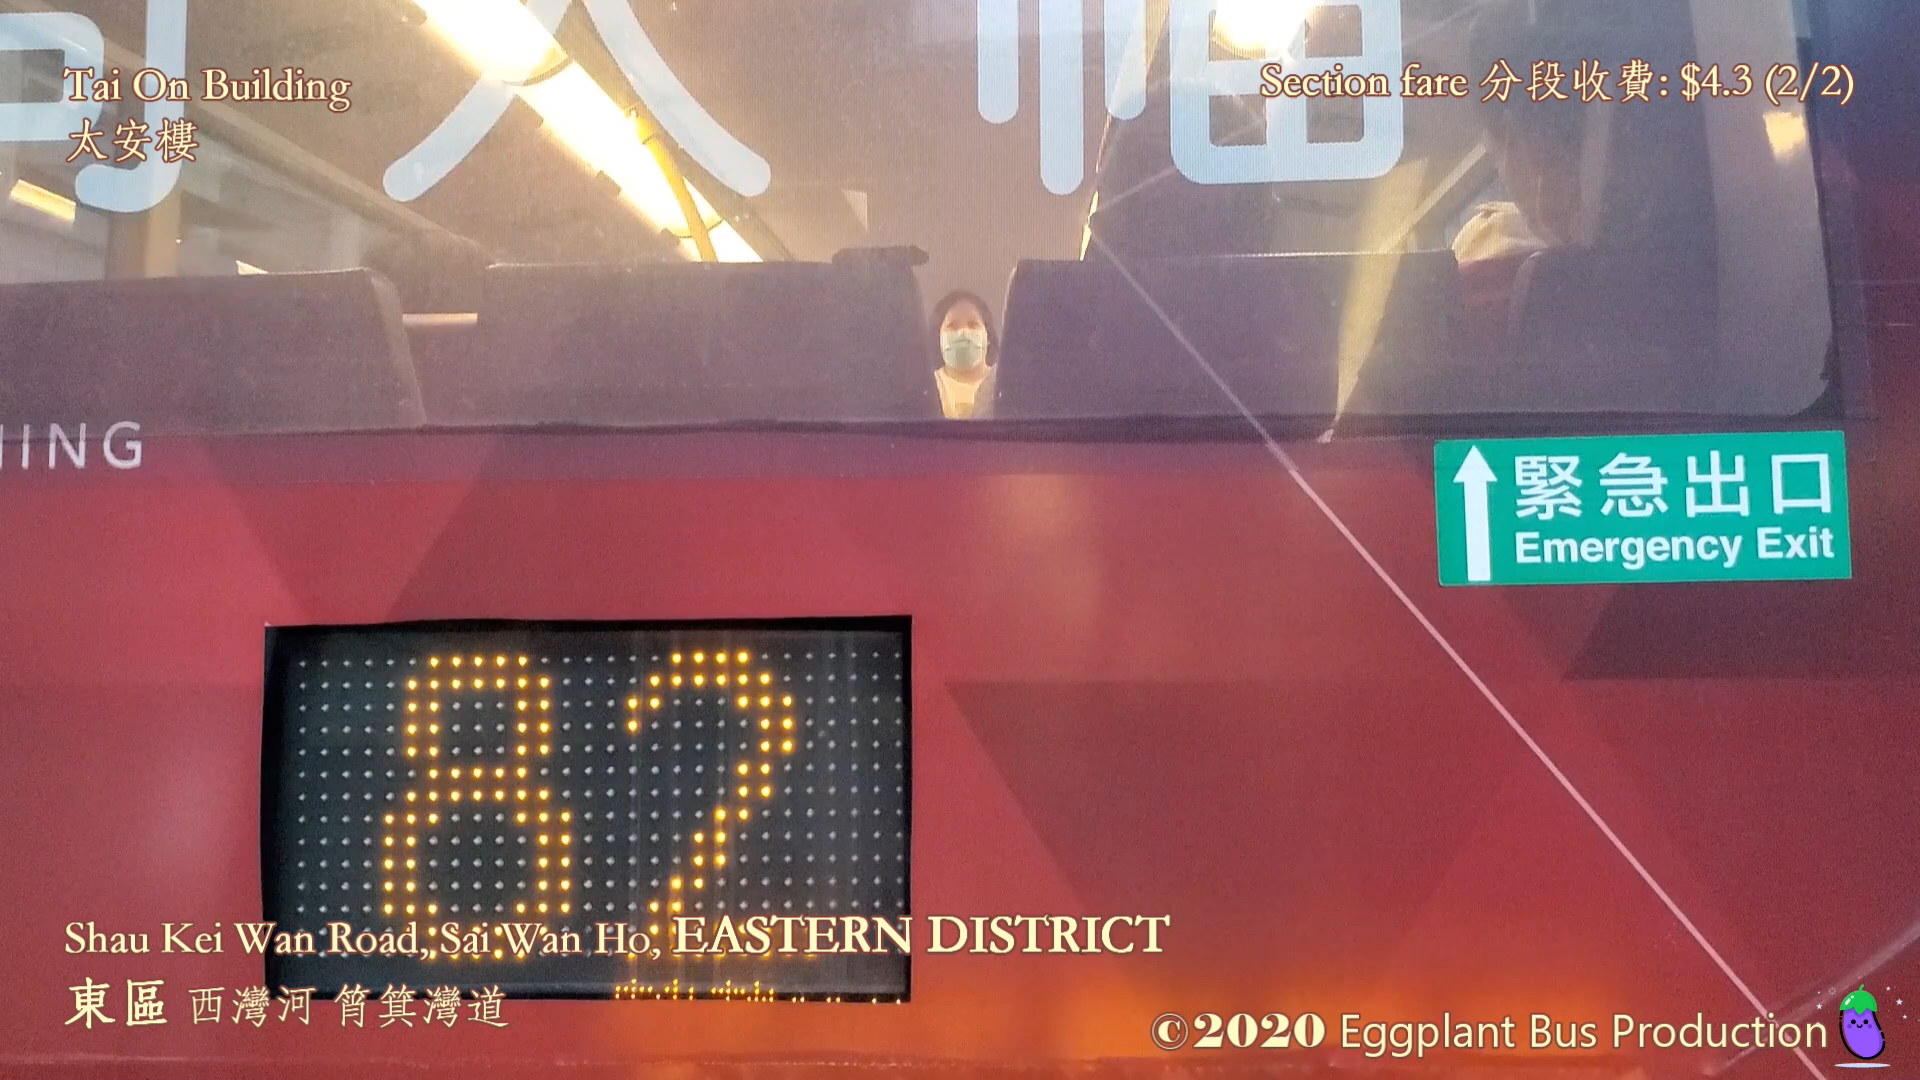 Tai On Building
太安樓
Section fare 分段收費: $4.3 (2/2)
緊急出口
Emergency Exit
82
Shau Kei Wan Road, Sai Wan Ho, EASTERN DISTRICT
東區 西灣河 筲箕灣道
©2020 Eggplant Bus Production